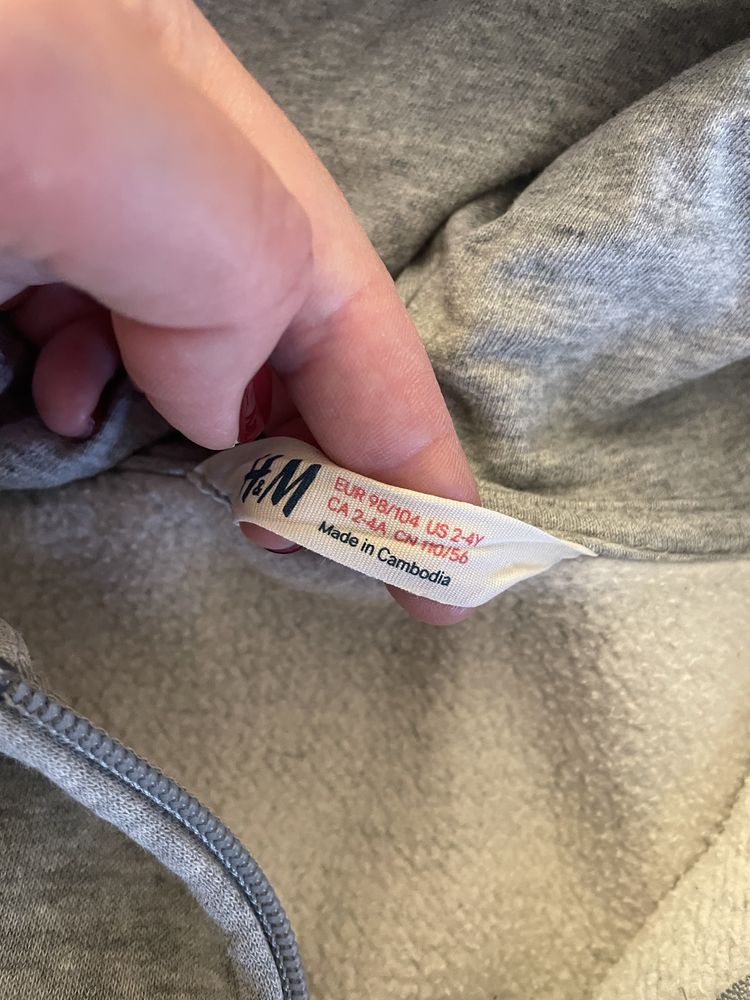 H&M
EUR 98/104 US 2-4Y
CA 2-4A CN 110/56
Made in Cambodia